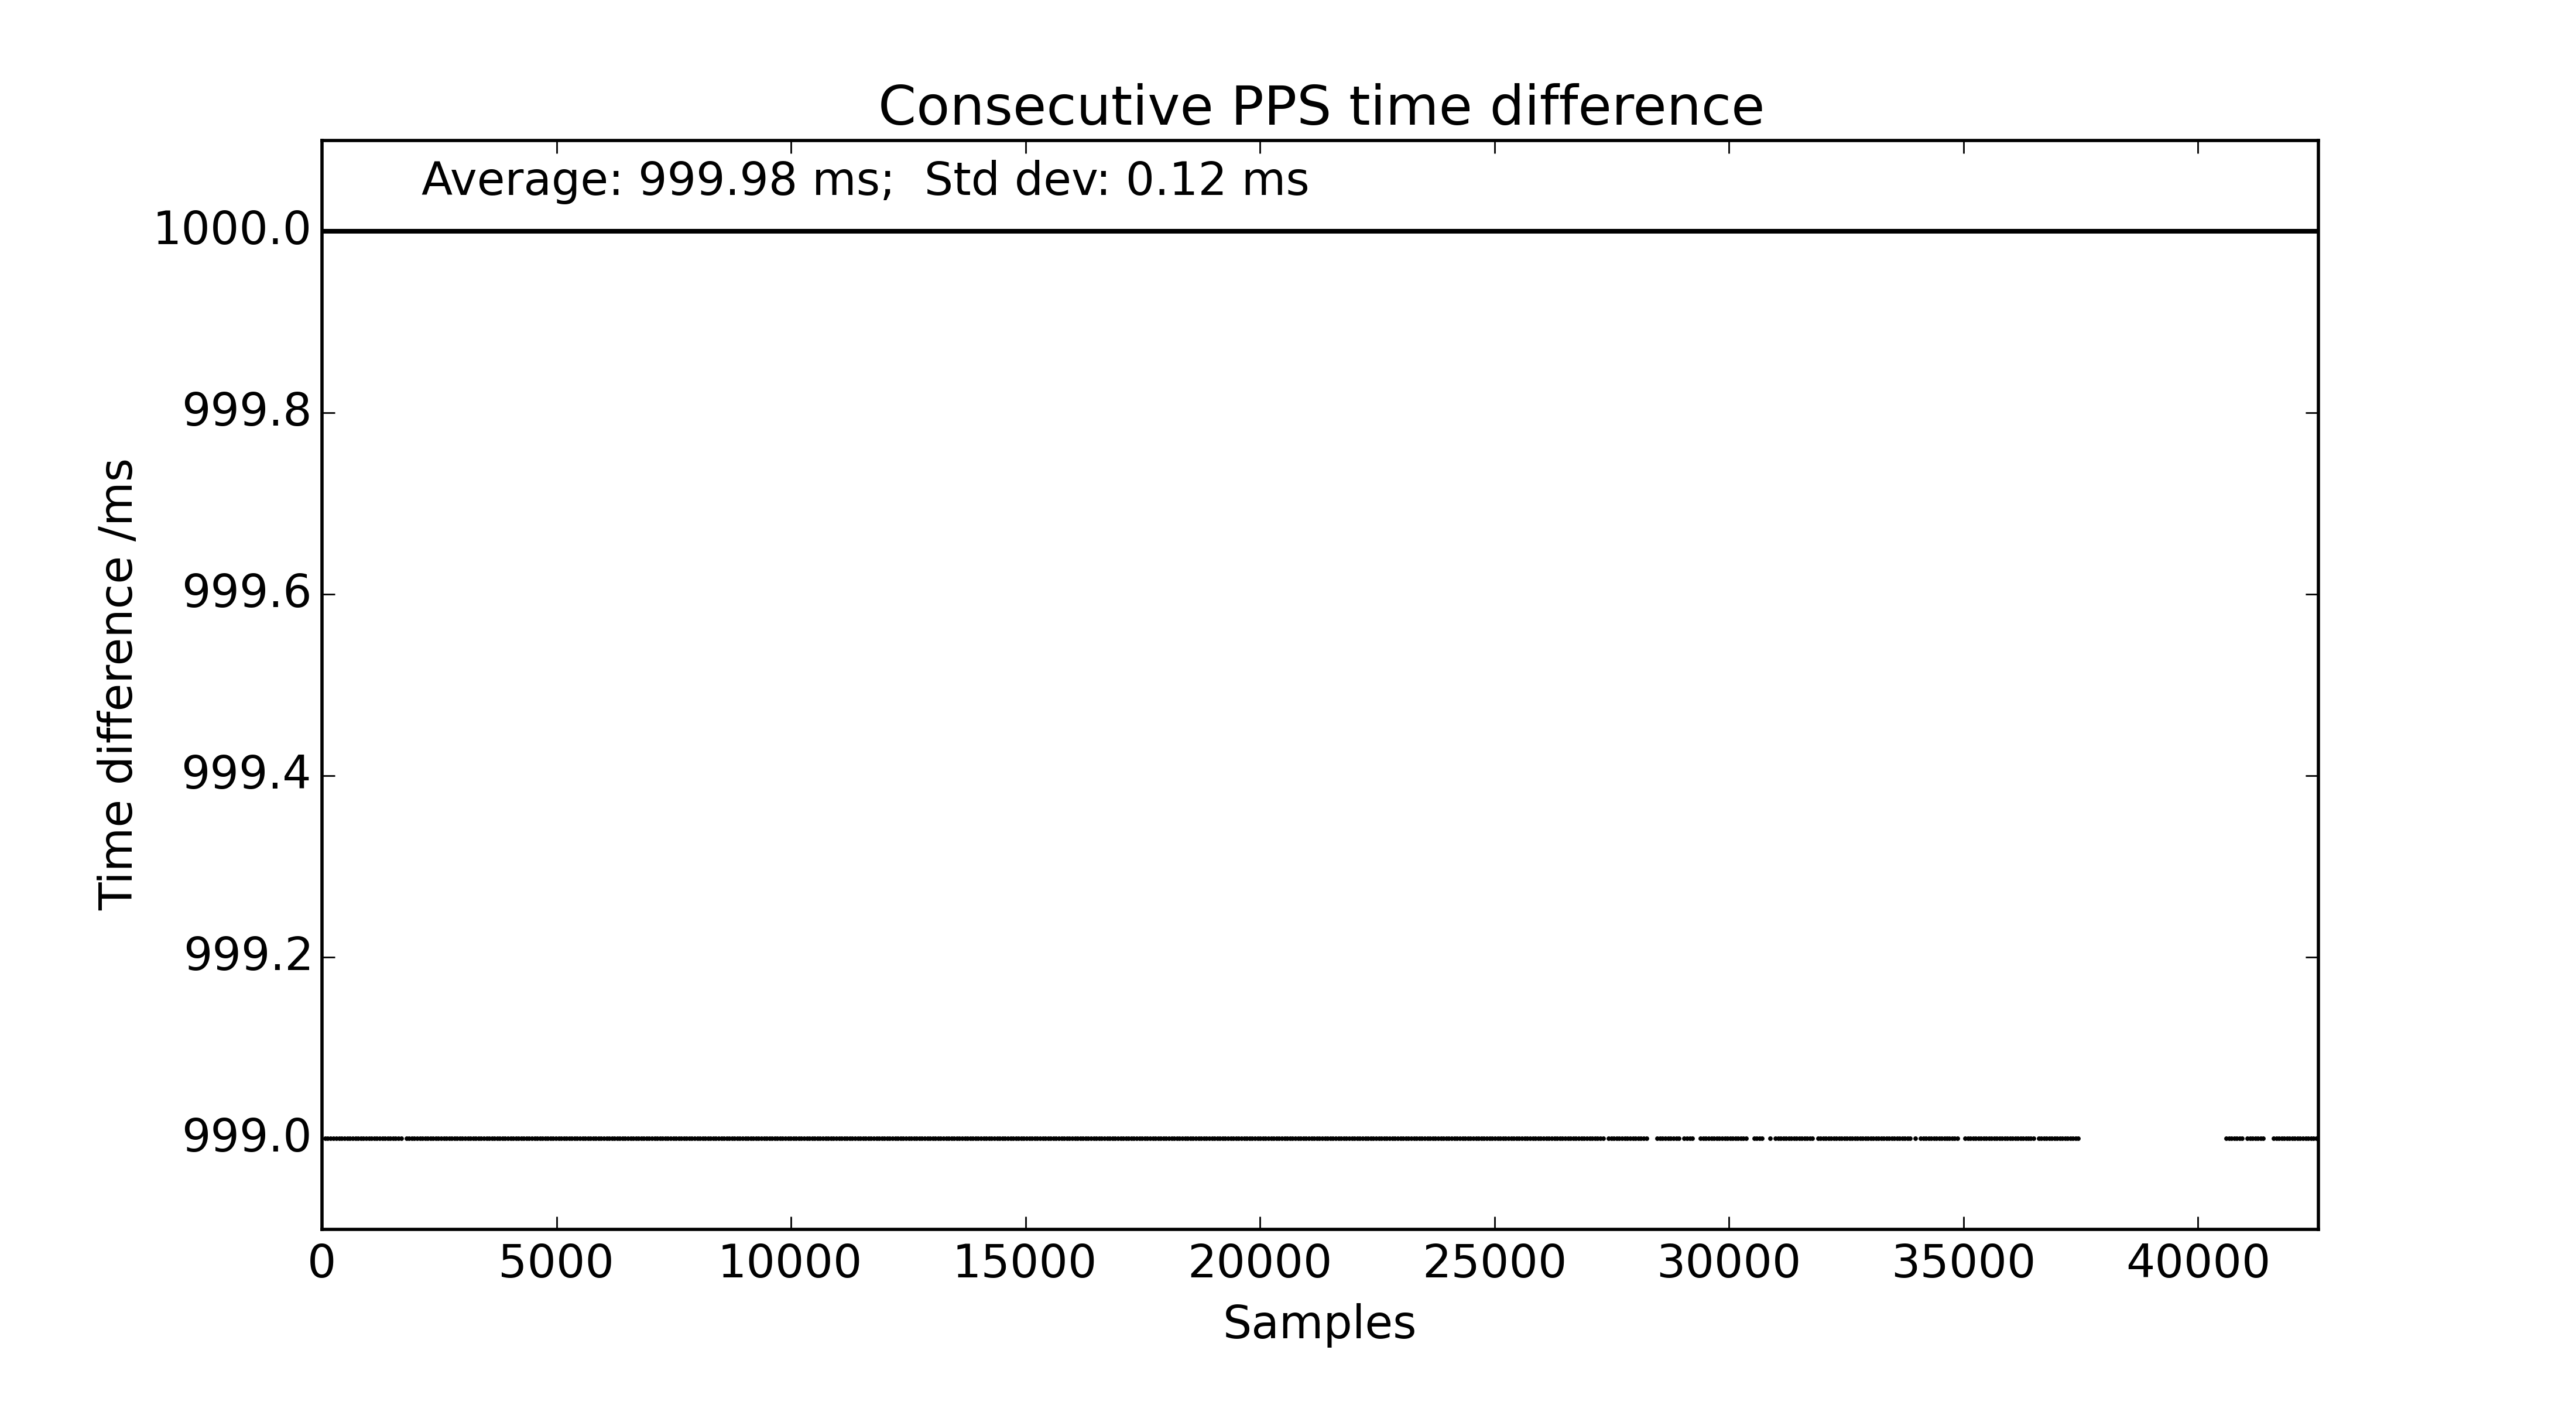 Consecutive PPS time difference
Average: 999.98 ms;  Std dev: 0.12 ms
1000.0
999.8
999.6
999.4
999.2
999.0
Time difference /ms
0 5000 10000 15000 20000 25000 30000 35000 40000
Samples